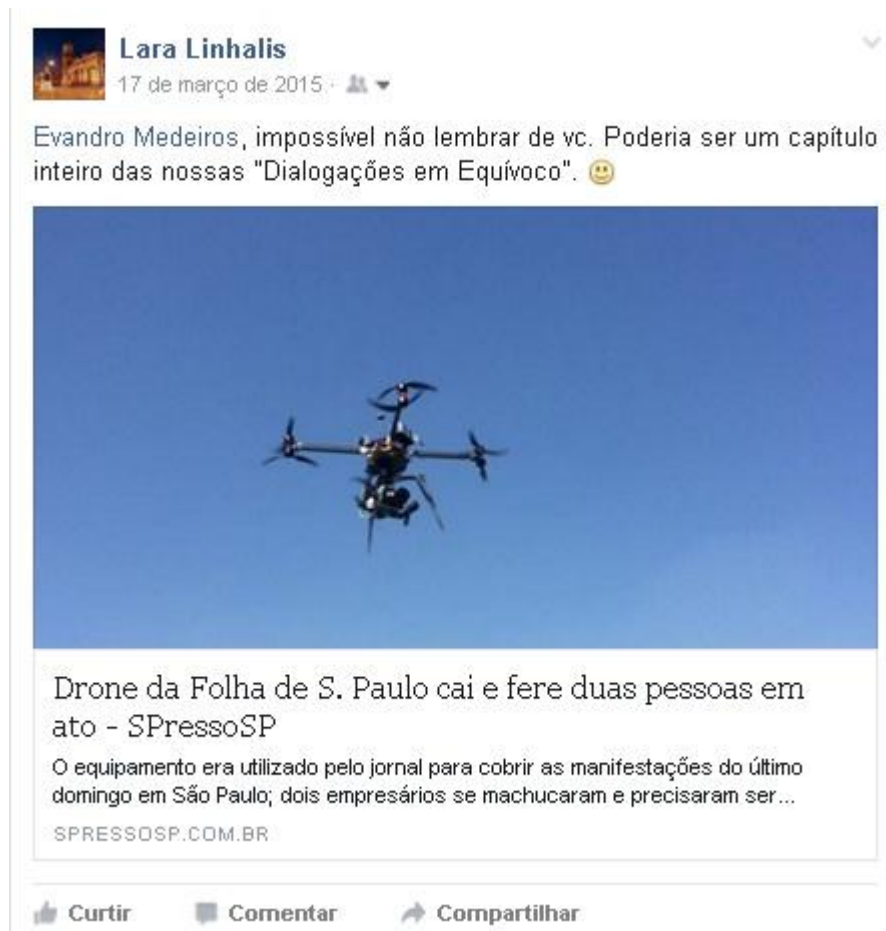 Lara Linhalis
17 de março de 2015 ·
Evandro Medeiros, impossível não lembrar de vc. Poderia ser um capítulo
inteiro das nossas "Dialogações em Equívoco".
Drone da Folha de S. Paulo cai e fere duas pessoas em
ato - SPressoSP
O equipamento era utilizado pelo jornal para cobrir as manifestações do último
domingo em São Paulo; dois empresários se machucaram e precisaram ser...
SPRESSOSP.COM.BR
Curtir Comentar Compartilhar